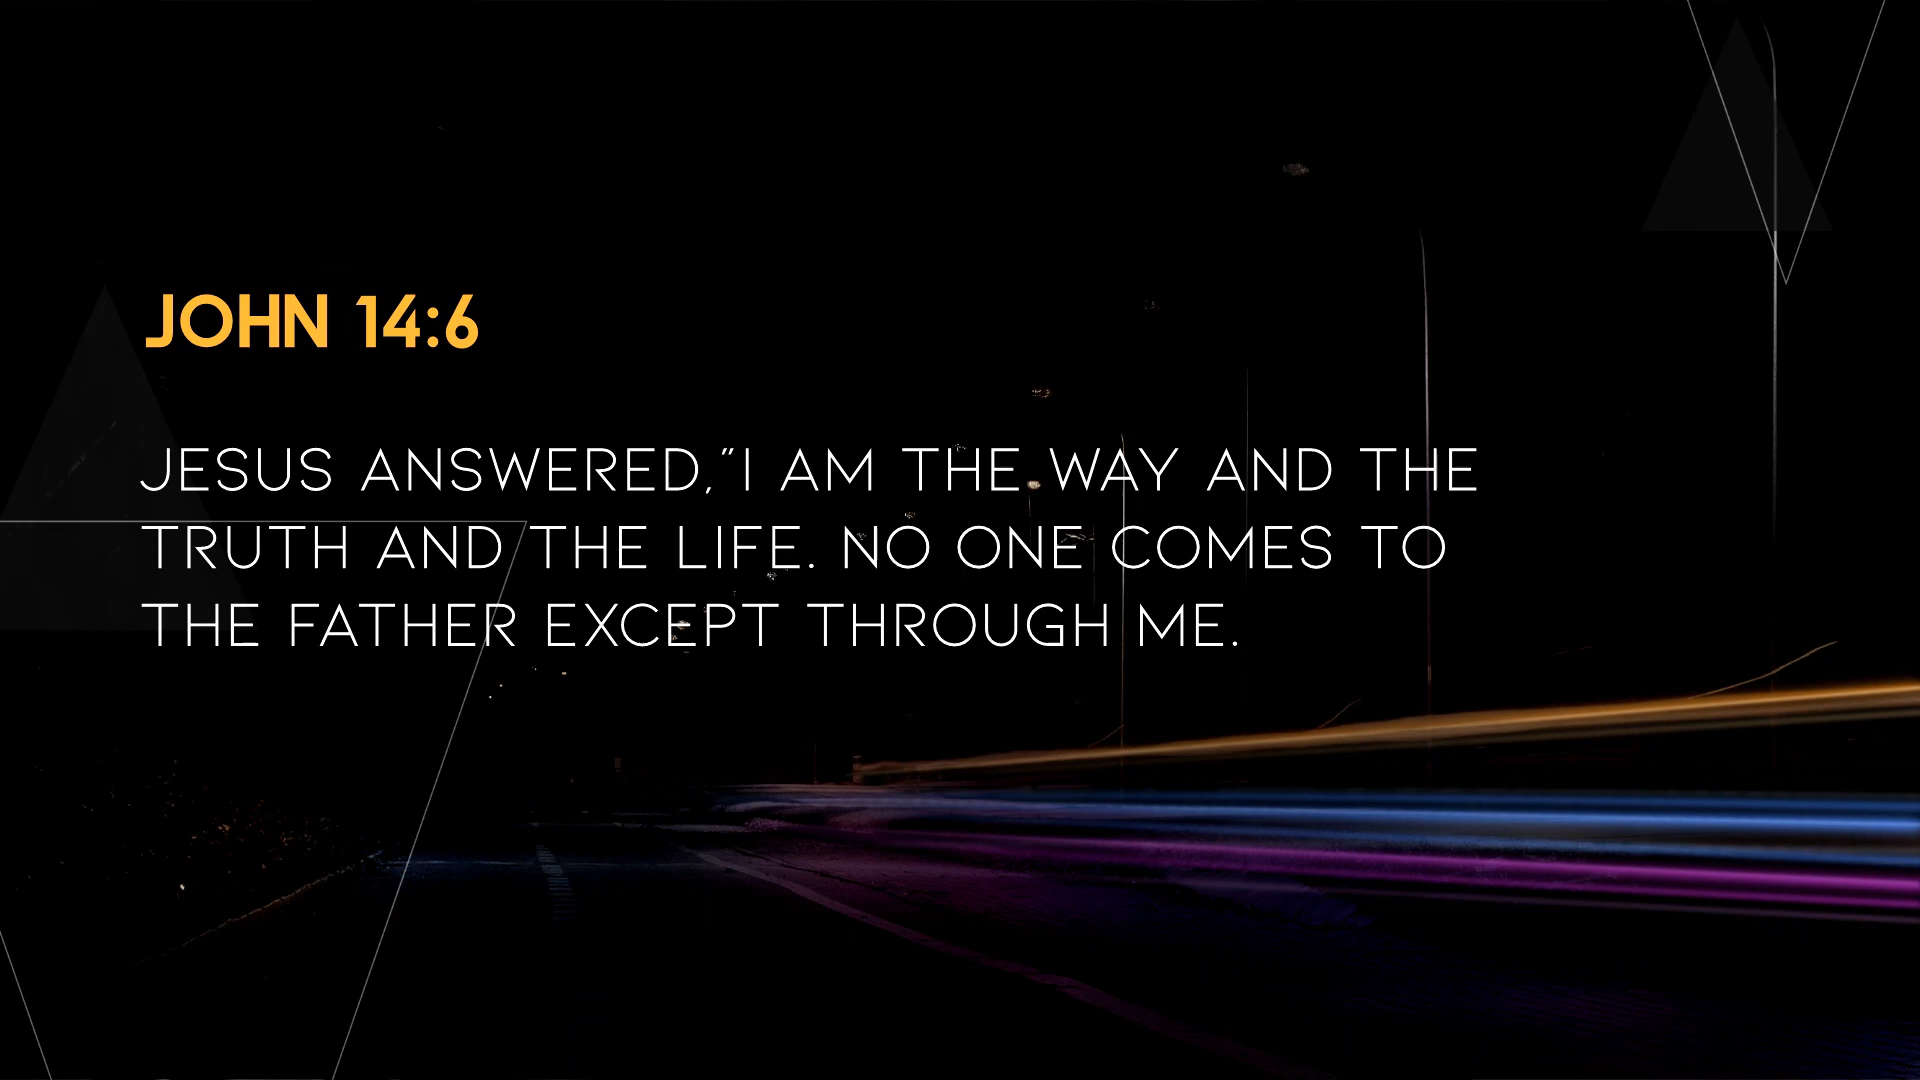 JOHN 14:6
JESUS ANSWERED,"I AM THE WAY AND THE
TRUTH AND THE LIFE. NO ONE COMES TO
THE FATHER EXCEPT THROUGH ME.